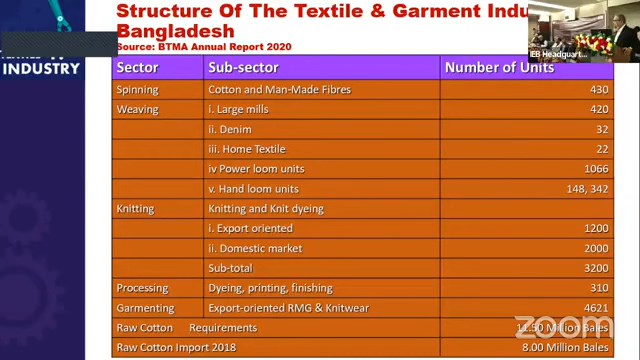 Structure Of The Textile & Garment Indu
Bangladesh
Source: BTMA Annual Report 2020
INDUSTRY
IEB Headquart...
Sector Sub-sector Number of Units
Spinning Cotton and Man-Made Fibres 430
Weaving i. Large mills 420
ii. Denim 32
iii. Home Textile 22
iv Power loom units 1066
v. Hand loom units 148, 342
Knitting Knitting and Knit dyeing
i. Export oriented 1200
ii. Domestic market 2000
Sub-total 3200
Processing Dyeing, printing, finishing 310
Garmenting Export-oriented RMG & Knitwear 4621
Raw Cotton Requirements 11.50 Million Bales
Raw Cotton Import 2018 8.00 Million Bales
zoom